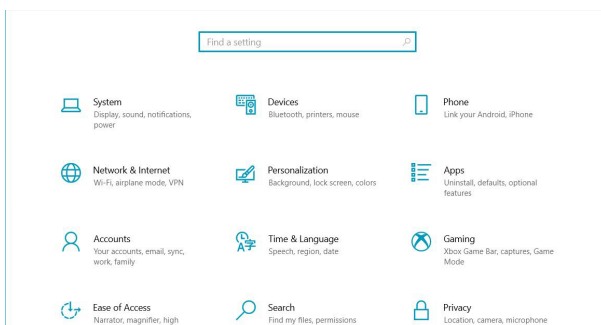 Find a setting
System
Display, sound, notifications,
power
Devices
Bluetooth, printers, mouse
Phone
Link your Android, iPhone
Network & Internet
Wi-Fi, airplane mode, VPN
Personalization
Background, lock screen, colors
Apps
Uninstall, defaults, optional
features
Accounts
Your accounts, email, sync,
work, family
A字
Time & Language
Speech, region, date
Gaming
Xbox Game Bar, captures, Game
Mode
Ease of Access
Narrator, magnifier, high
Search
Find my files, permissions
Privacy
Location, camera, microphone